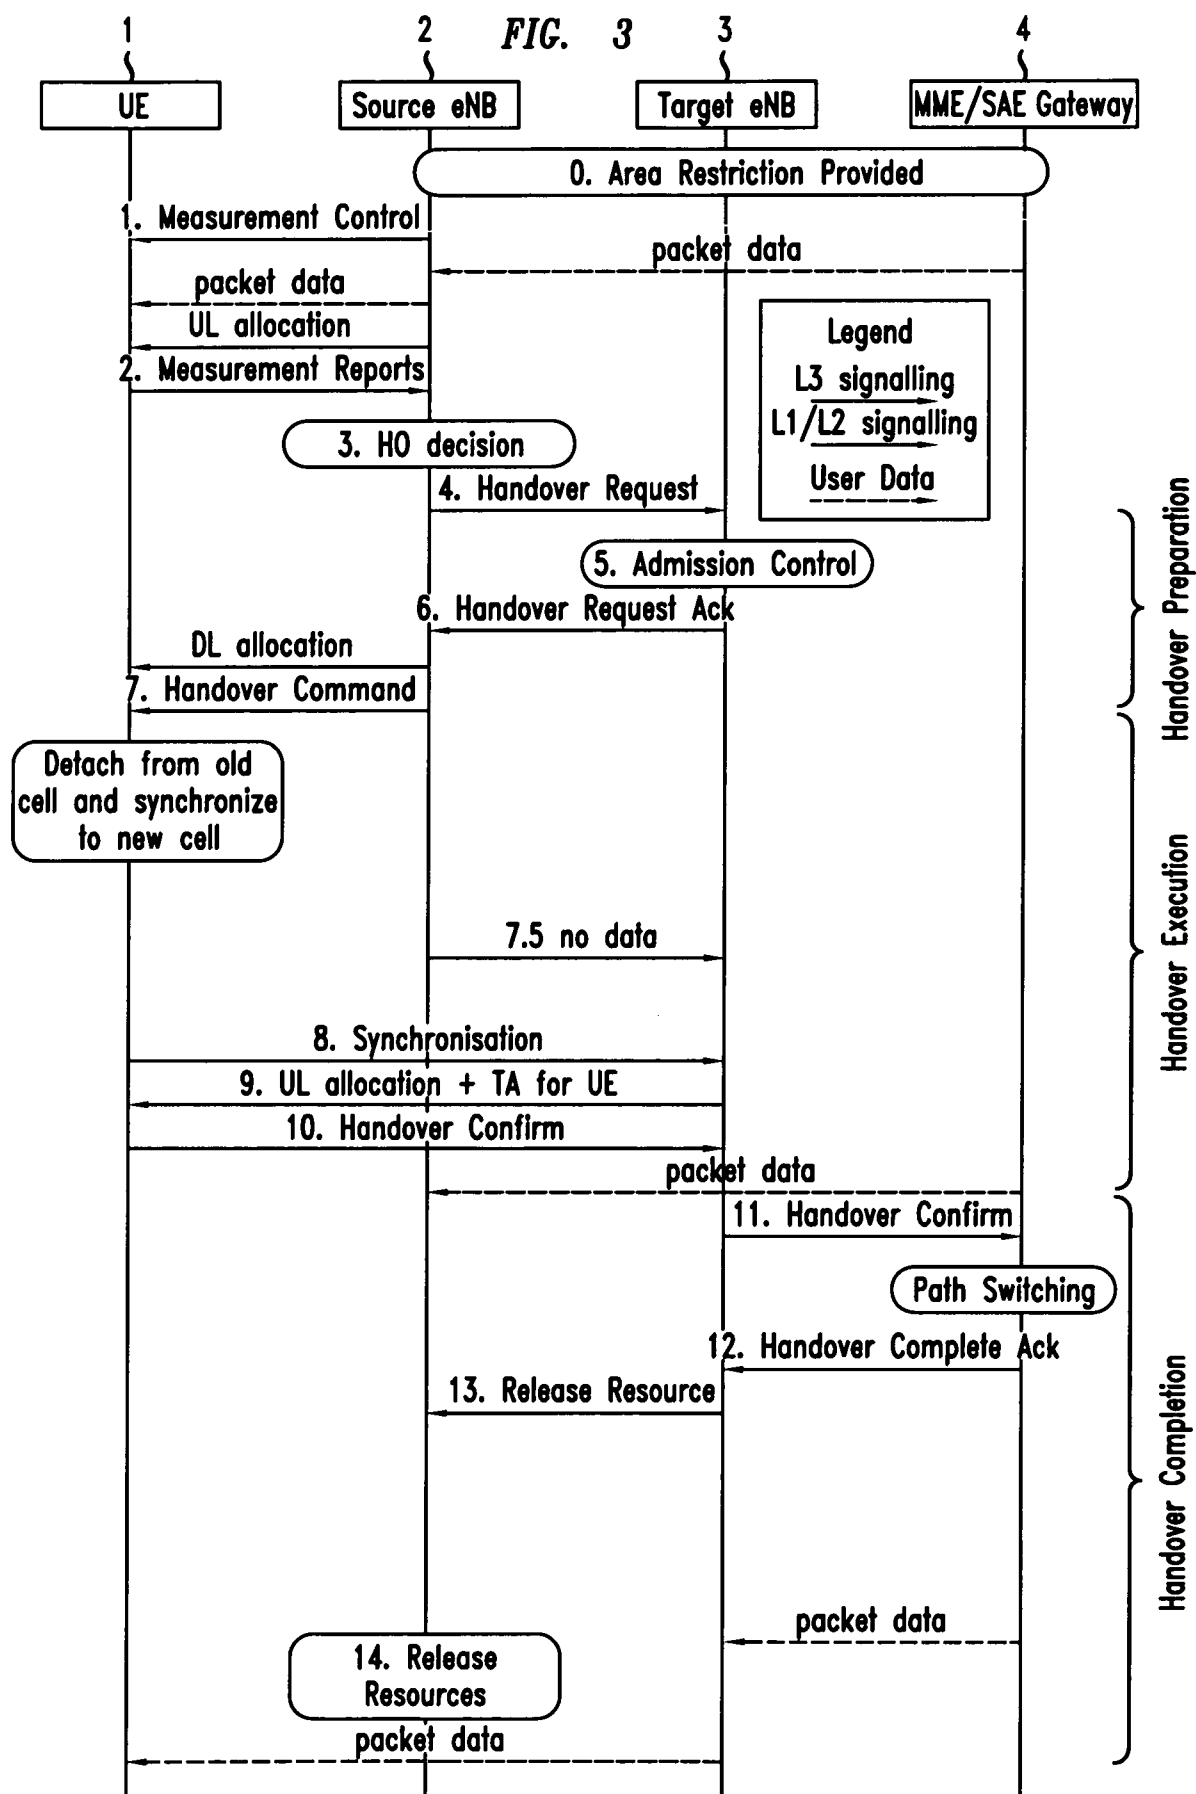 1
2
FIG. 3
3
4
UE
Source eNB
Target eNB
MME/SAE Gateway
0. Area Restriction Provided
1. Measurement Control
packet data
packet data
UL allocation
2. Measurement Reports
Legend
L3 signalling
L1/L2 signalling
User Data
3. HO decision
4. Handover Request
5. Admission Control
6. Handover Request Ack
DL allocation
7. Handover Command
Handover Preparation
Detach from old
cell and synchronize
to new cell
7.5 no data
8. Synchronisation
9. UL allocation + TA for UE
10. Handover Confirm
packet data
Handover Execution
11. Handover Confirm
Path Switching
12. Handover Complete Ack
13. Release Resource
packet data
14. Release
Resources
packet data
Handover Completion